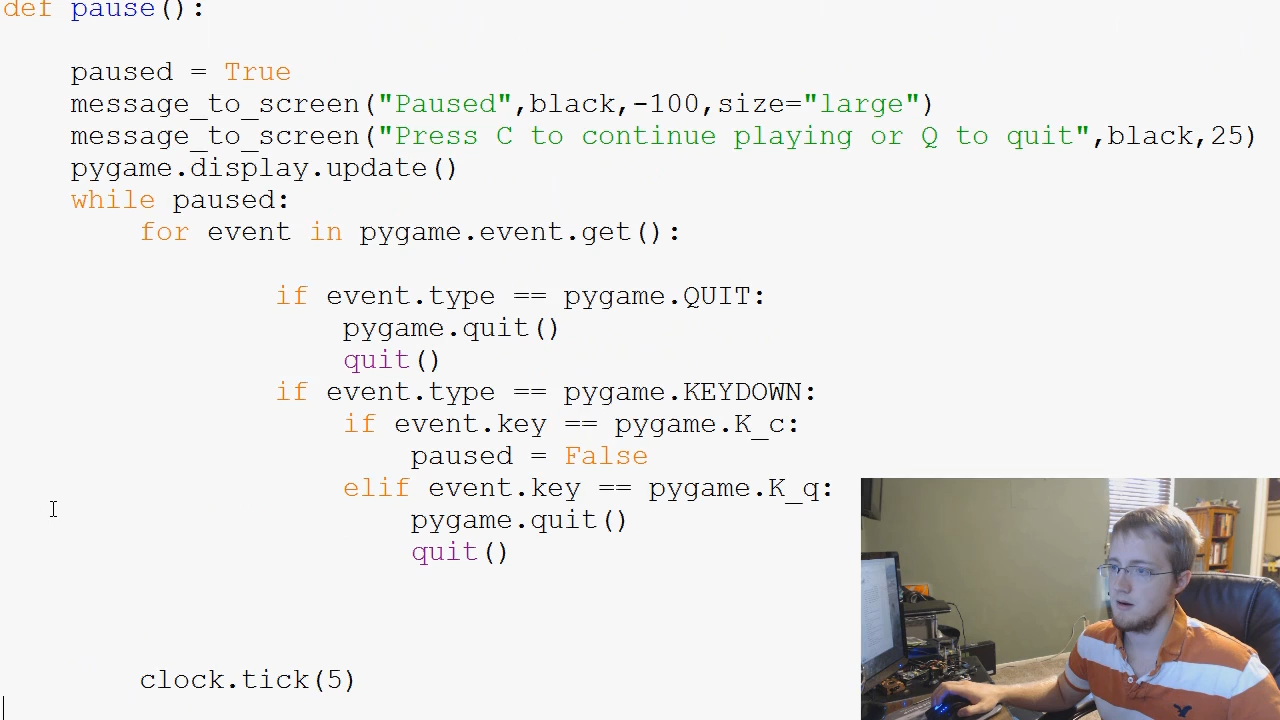 def pause():
paused = True
message_to_screen("Paused",black,-100,size="large")
message_to_screen("Press C to continue playing or Q to quit",black,25)
pygame.display.update()
while paused:
for event in pygame.event.get():
if event.type == pygame.QUIT:
pygame.quit()
quit()
if event.type == pygame.KEYDOWN:
if event.key == pygame.K_c:
paused = False
elif event.key == pygame.K_q:
pygame.quit()
quit()
clock.tick(5)